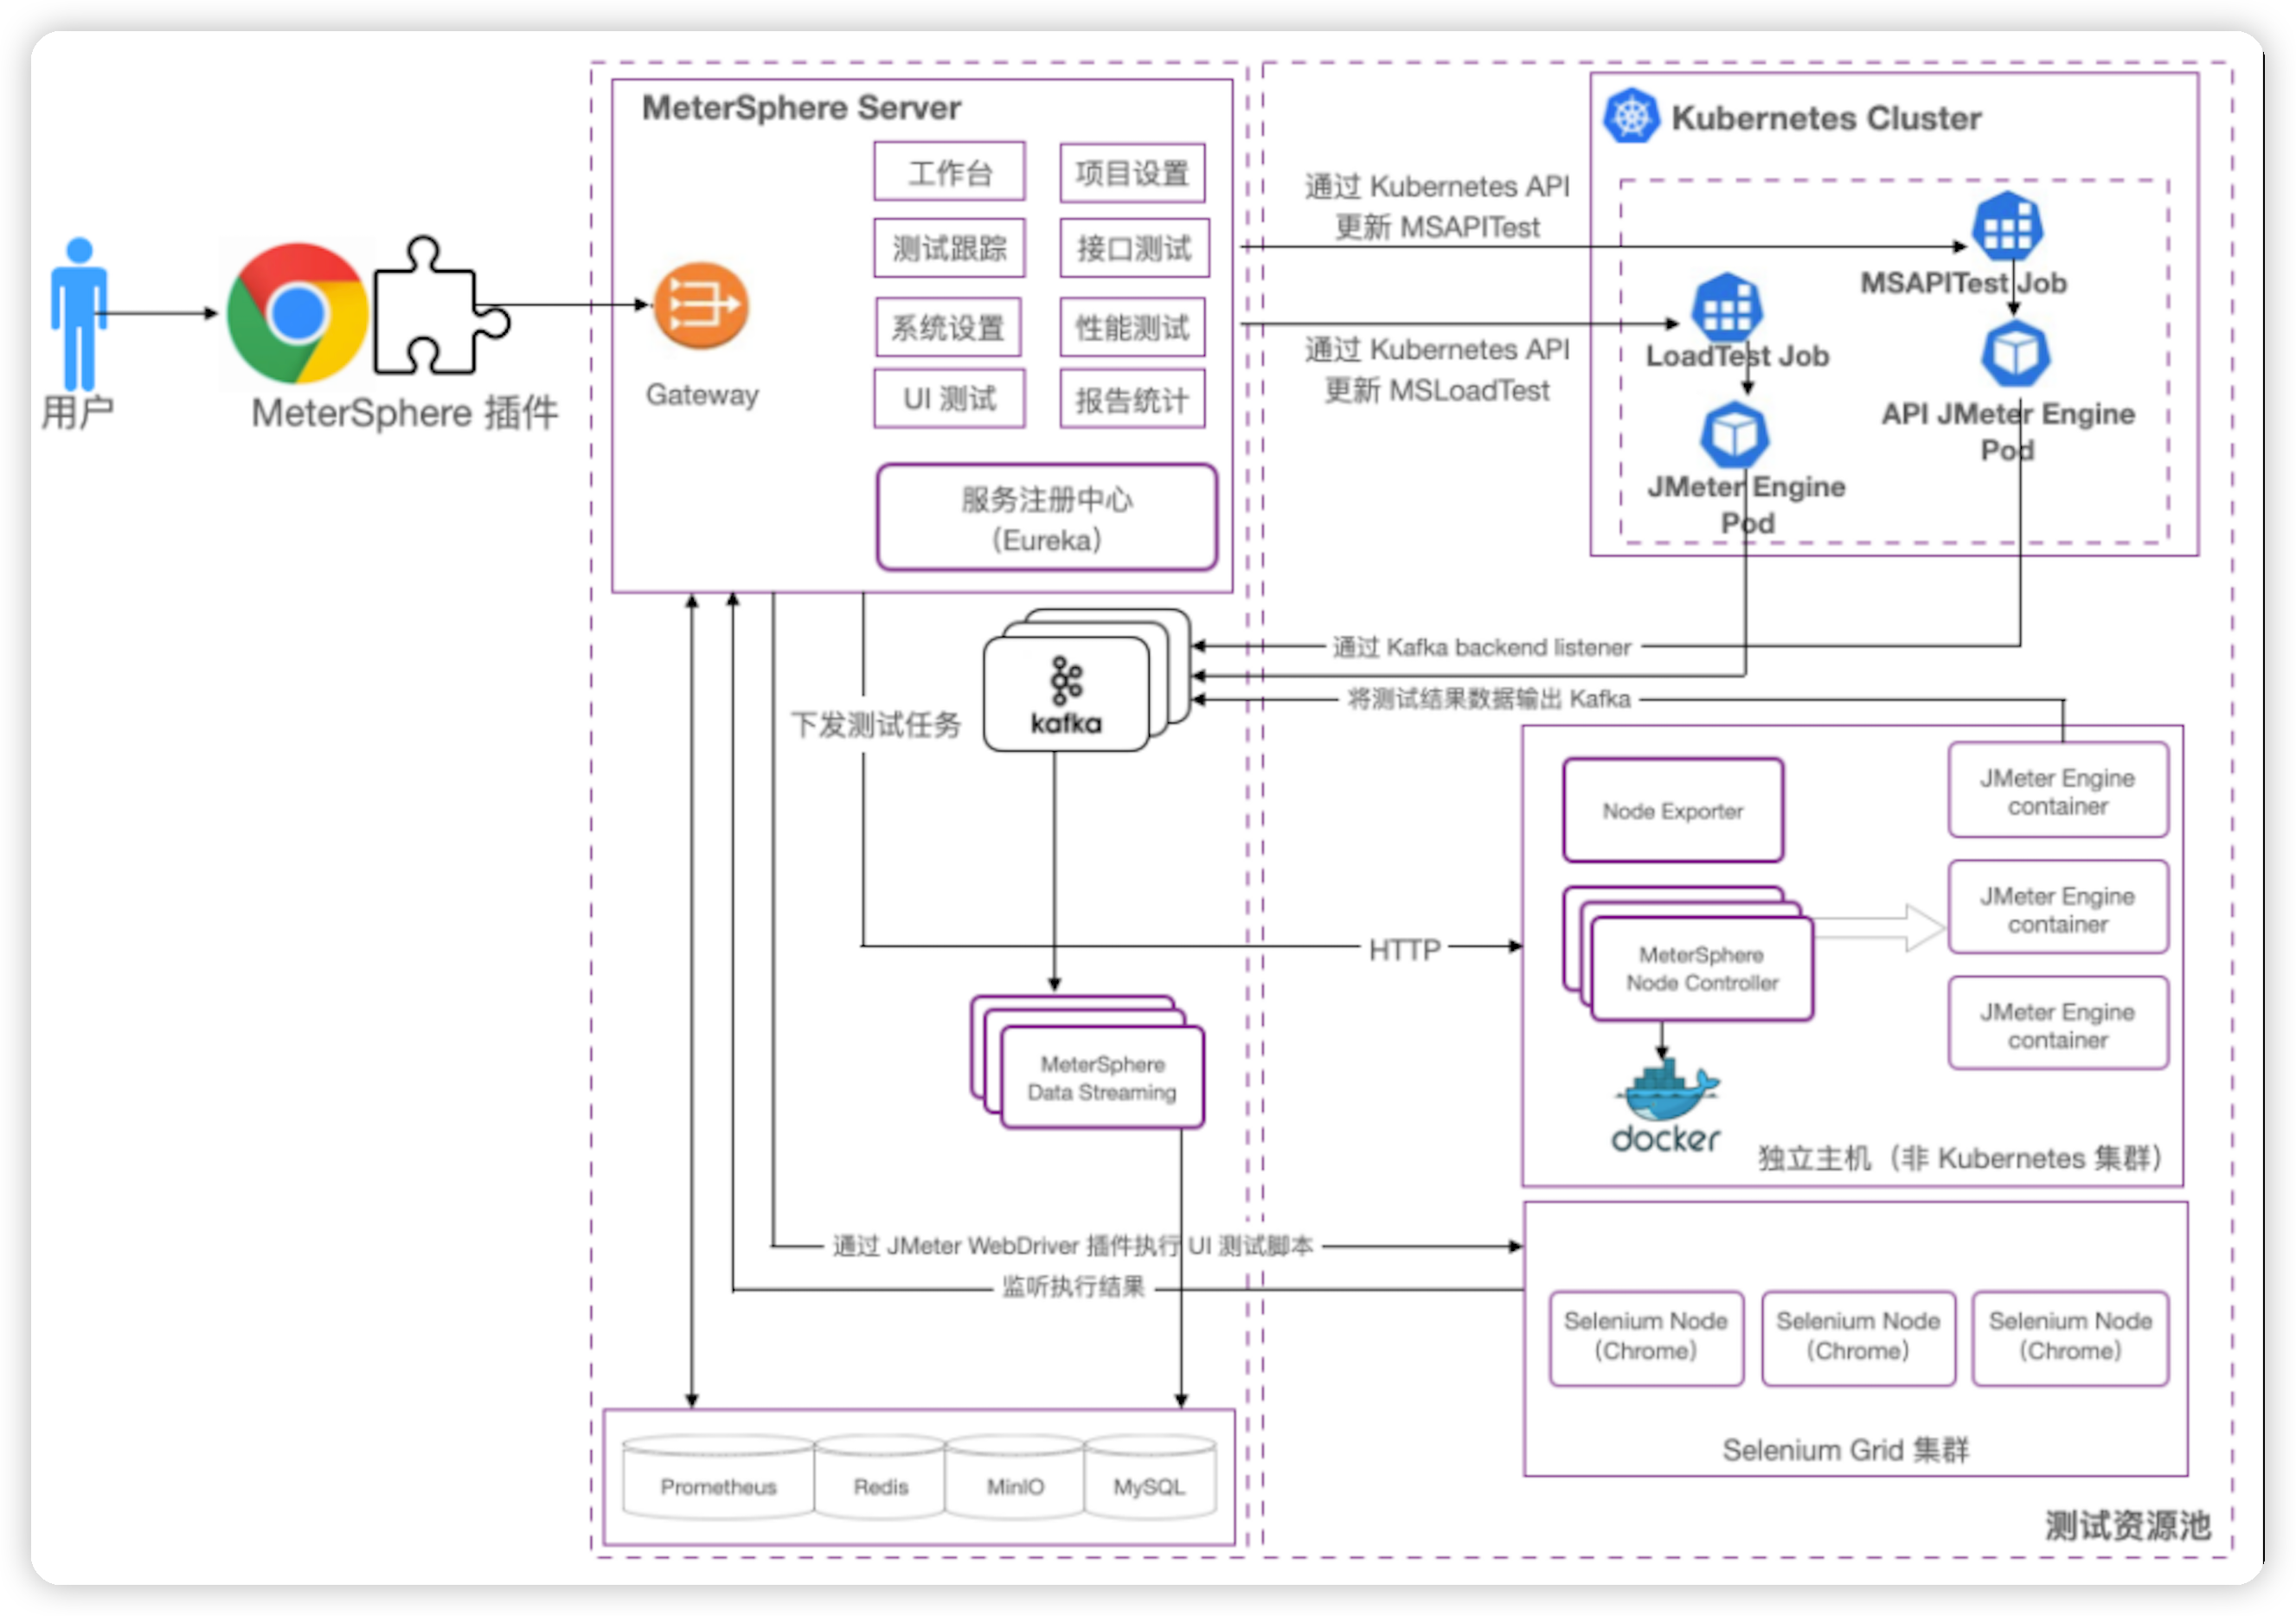 用户
MeterSphere 插件
MeterSphere Server
Gateway
工作台
项目设置
测试跟踪
接口测试
系统设置
性能测试
UI 测试
报告统计
服务注册中心
（Eureka）
通过 Kubernetes API
更新 MSAPITest
通过 Kubernetes API
更新 MSLoadTest
Kubernetes Cluster
MSAPITest Job
LoadTest Job
API JMeter Engine
Pod
JMeter Engine
Pod
通过 Kafka backend listener
将测试结果数据输出 Kafka
kafka
下发测试任务
HTTP
MeterSphere
Data Streaming
Node Exporter
MeterSphere
Node Controller
docker
JMeter Engine
container
JMeter Engine
container
JMeter Engine
container
独立主机（非 Kubernetes 集群）
通过 JMeter WebDriver 插件执行 UI 测试脚本
监听执行结果
Selenium Node
（Chrome）
Selenium Node
（Chrome）
Selenium Node
（Chrome）
Selenium Grid 集群
Prometheus
Redis
MinIO
MySQL
测试资源池